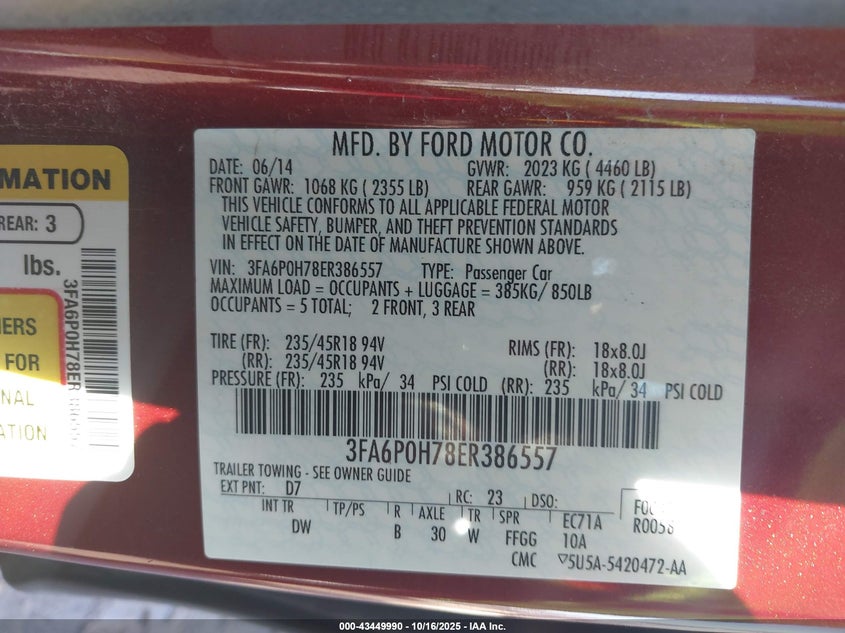 MFD. BY FORD MOTOR CO.
DATE: 06/14 GVWR: 2023 KG ( 4460 LB)
FRONT GAWR: 1068 KG ( 2355 LB) REAR GAWR: 959 KG ( 2115 LB)
THIS VEHICLE CONFORMS TO ALL APPLICABLE FEDERAL MOTOR
VEHICLE SAFETY, BUMPER, AND THEFT PREVENTION STANDARDS
IN EFFECT ON THE DATE OF MANUFACTURE SHOWN ABOVE.
VIN: 3FA6P0H78ER386557 TYPE: Passenger Car
MAXIMUM LOAD = OCCUPANTS + LUGGAGE = 385KG/ 850LB
OCCUPANTS = 5 TOTAL; 2 FRONT, 3 REAR
TIRE (FR): 235/45R18 94V RIMS (FR): 18x8.0J
(RR): 235/45R18 94V (RR): 18x8.0J
PRESSURE (FR): 235 kPa/ 34 PSI COLD (RR): 235 kPa/ 34 PSI COLD
3FA6P0H78ER386557
TRAILER TOWING - SEE OWNER GUIDE
EXT PNT: D7 RC: 23 DSO:
INT TR TP/PS R AXLE TR SPR EC71A R0058
DW B 30 W FFGG 10A
CMC ▽5U5A-5420472-AA
MATION
REAR: 3
lbs.
3FA6P0H78ER386557
ERS
FOR
NAL
ATION
000-43449990 - 10/16/2025 - IAA Inc.